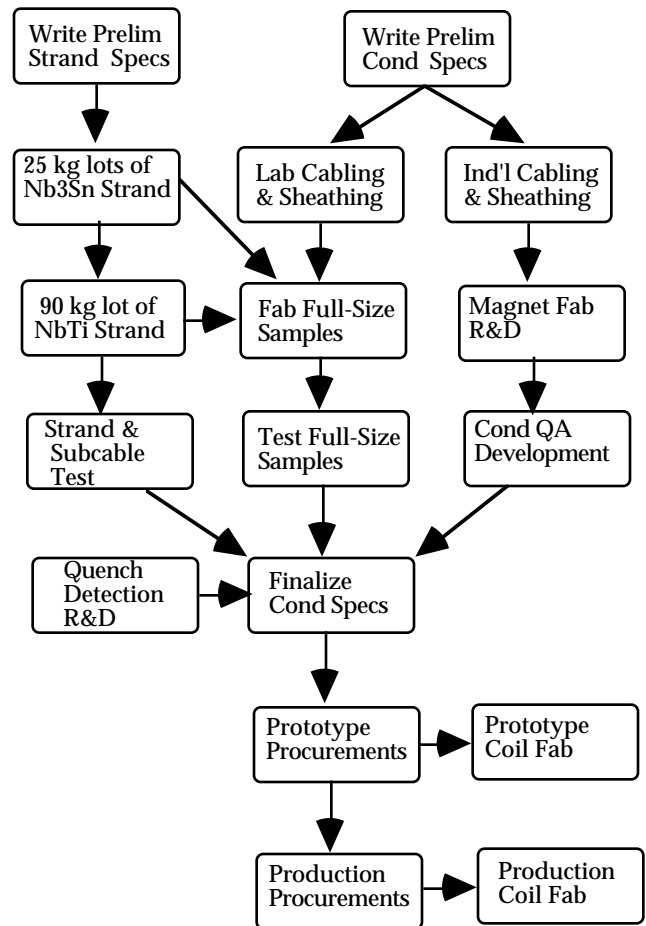 Write Prelim
Strand Specs
Write Prelim
Cond Specs
25 kg lots of
Nb3Sn Strand
Lab Cabling
& Sheathing
Ind'l Cabling
& Sheathing
90 kg lot of
NbTi Strand
Fab Full-Size
Samples
Magnet Fab
R&D
Strand &
Subcable
Test
Test Full-Size
Samples
Cond QA
Development
Quench
Detection
R&D
Finalize
Cond Specs
Prototype
Procurements
Prototype
Coil Fab
Production
Procurements
Production
Coil Fab